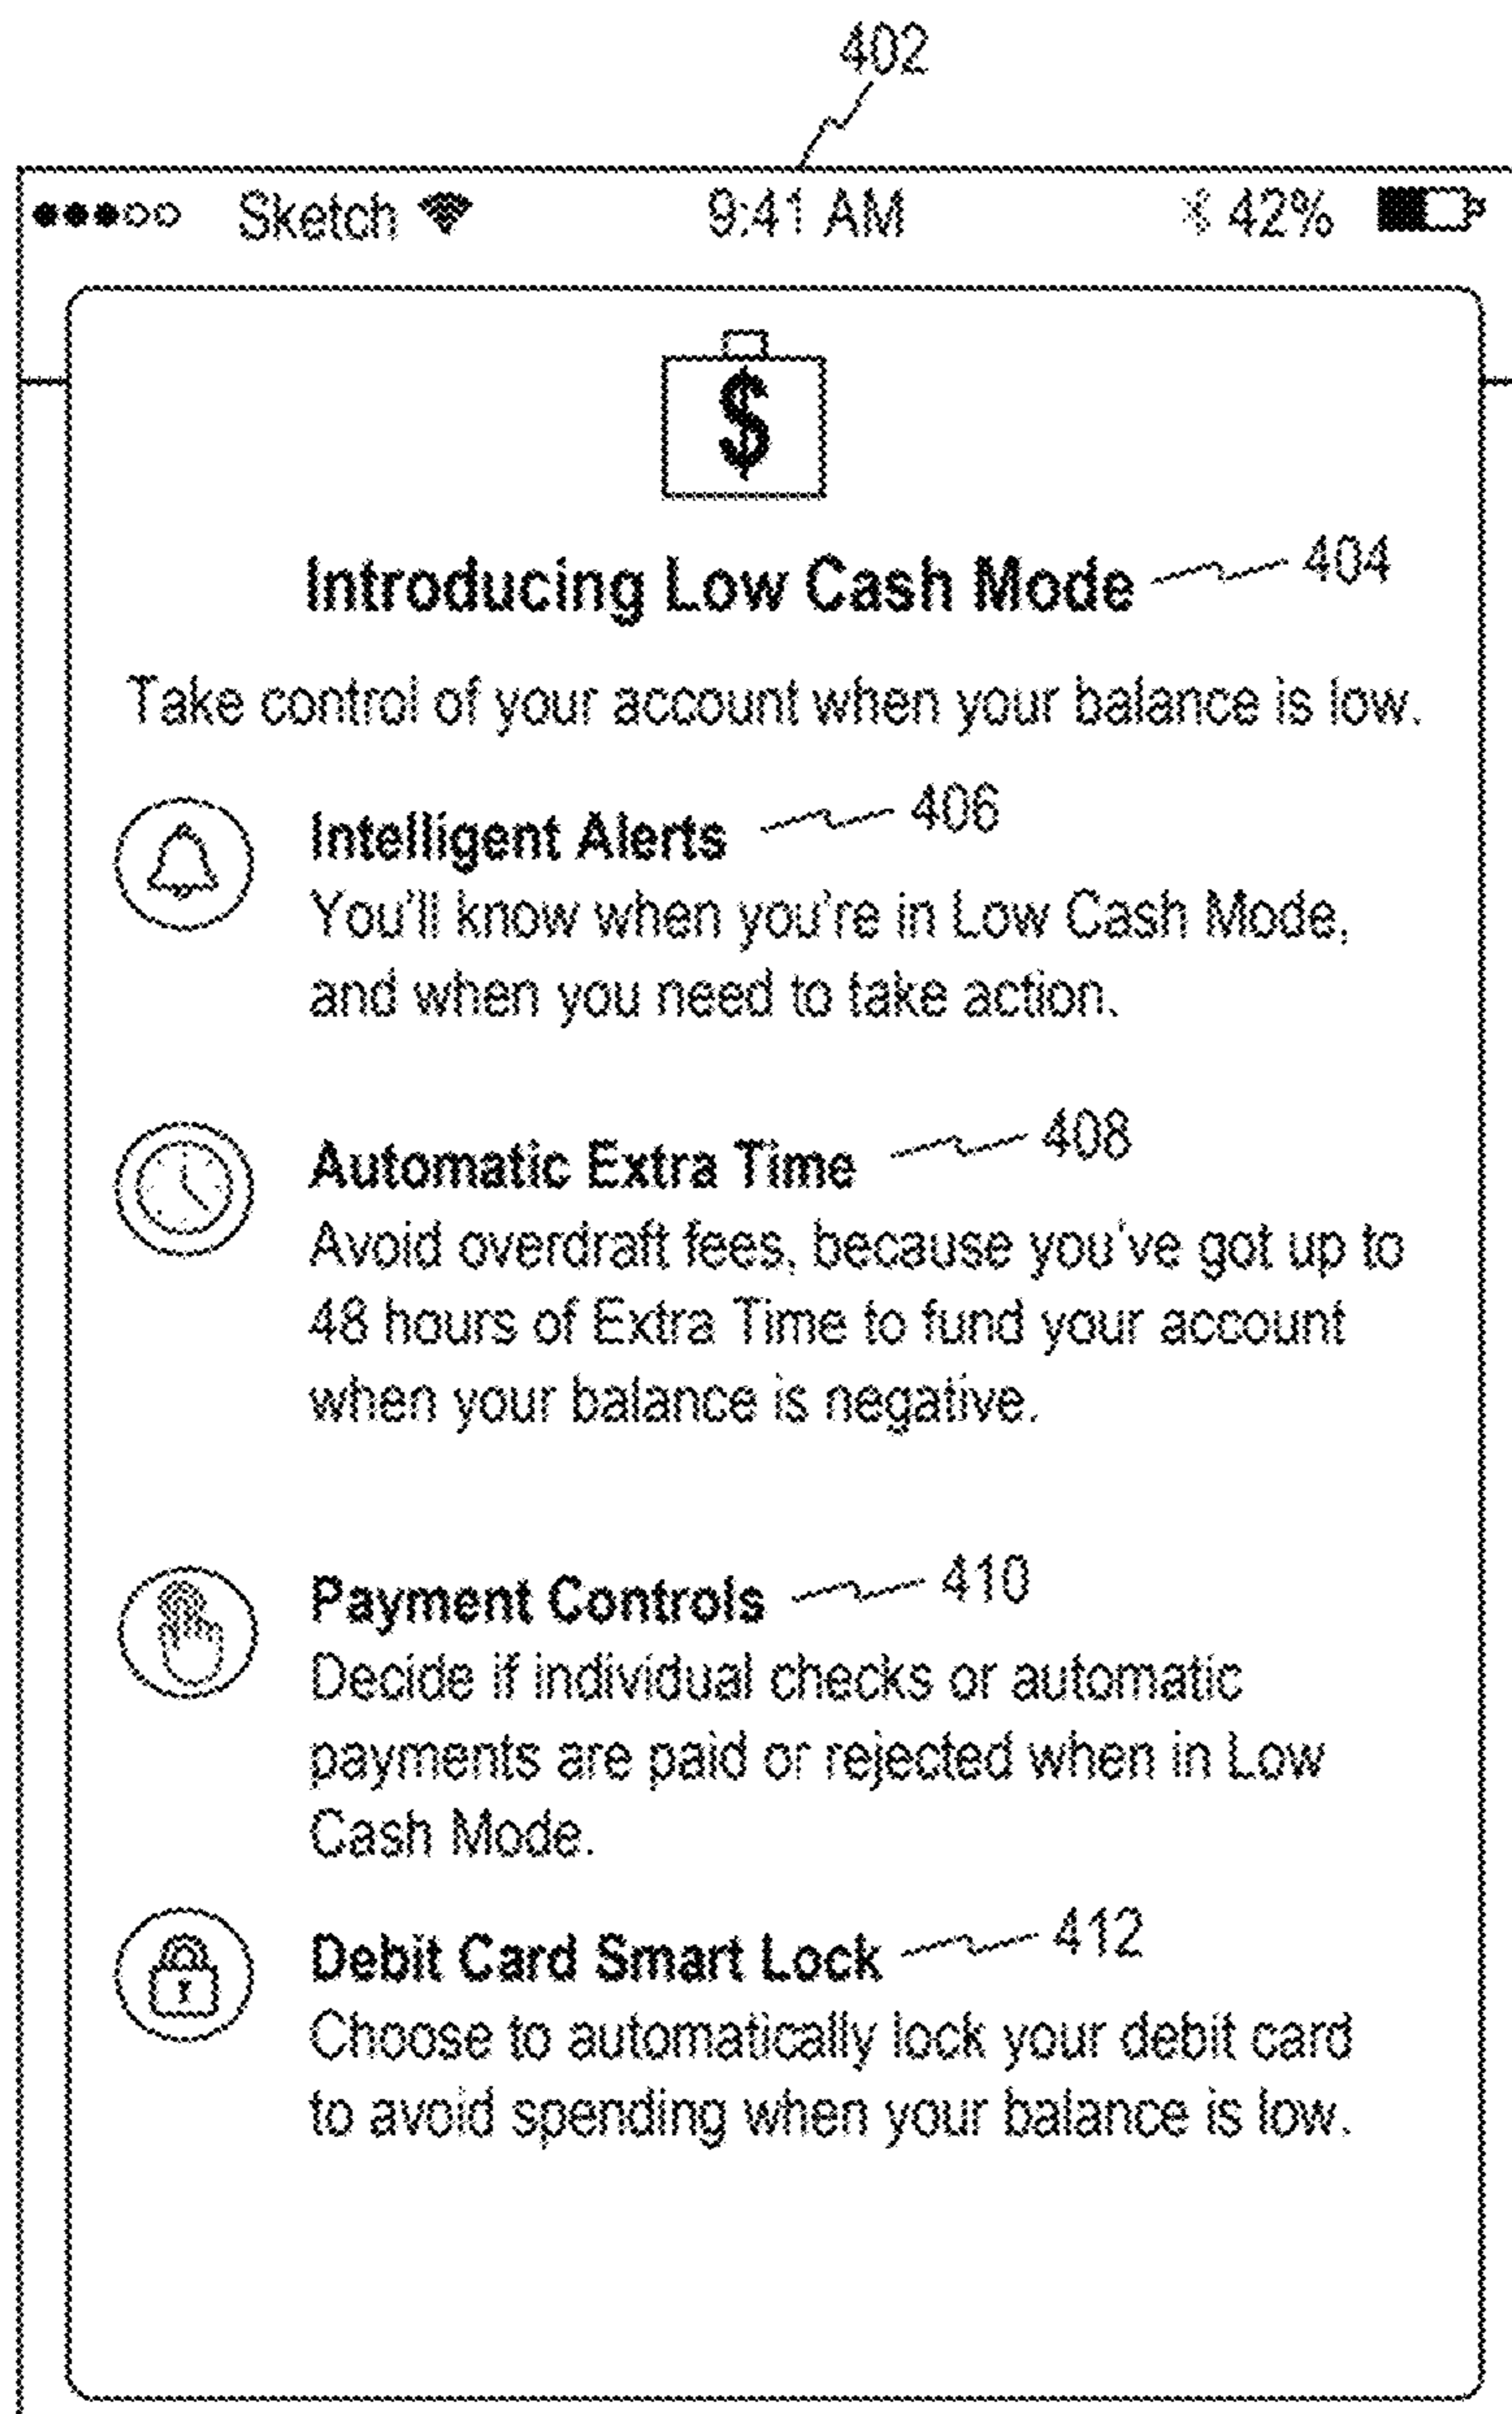 402
Sketch 9:41 AM 42%
$
Introducing Low Cash Mode 404
Take control of your account when your balance is low.
Intelligent Alerts 406
You'll know when you're in Low Cash Mode,
and when you need to take action.
Automatic Extra Time 408
Avoid overdraft fees, because you've got up to
48 hours of Extra Time to fund your account
when your balance is negative.
Payment Controls 410
Decide if individual checks or automatic
payments are paid or rejected when in Low
Cash Mode.
Debit Card Smart Lock 412
Choose to automatically lock your debit card
to avoid spending when your balance is low.